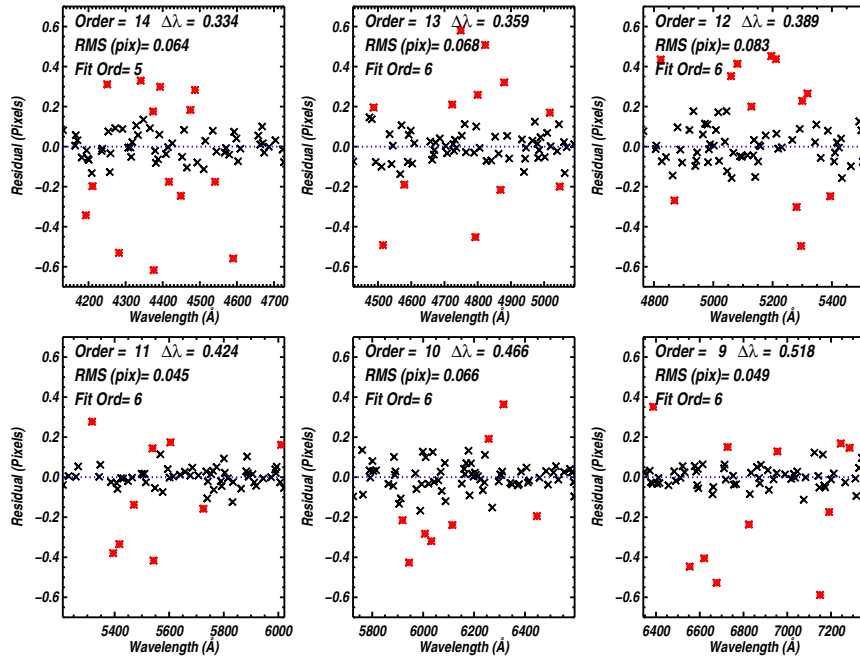 Order = 14 Δλ = 0.334
RMS (pix)= 0.064
Fit Ord= 5
0.6
0.4
0.2
0.0
−0.2
−0.4
−0.6
Residual (Pixels)
4200 4300 4400 4500 4600 4700
Wavelength (Å)
Order = 13 Δλ = 0.359
RMS (pix)= 0.068
Fit Ord= 6
0.6
0.4
0.2
0.0
−0.2
−0.4
−0.6
Residual (Pixels)
4500 4600 4700 4800 4900 5000
Wavelength (Å)
Order = 12 Δλ = 0.389
RMS (pix)= 0.083
Fit Ord= 6
0.6
0.4
0.2
0.0
−0.2
−0.4
−0.6
Residual (Pixels)
4800 5000 5200 5400
Wavelength (Å)
Order = 11 Δλ = 0.424
RMS (pix)= 0.045
Fit Ord= 6
0.6
0.4
0.2
0.0
−0.2
−0.4
−0.6
Residual (Pixels)
5400 5600 5800 6000
Wavelength (Å)
Order = 10 Δλ = 0.466
RMS (pix)= 0.066
Fit Ord= 6
0.6
0.4
0.2
0.0
−0.2
−0.4
−0.6
Residual (Pixels)
5800 6000 6200 6400
Wavelength (Å)
Order = 9 Δλ = 0.518
RMS (pix)= 0.049
Fit Ord= 6
0.6
0.4
0.2
0.0
−0.2
−0.4
−0.6
Residual (Pixels)
6400 6600 6800 7000 7200
Wavelength (Å)